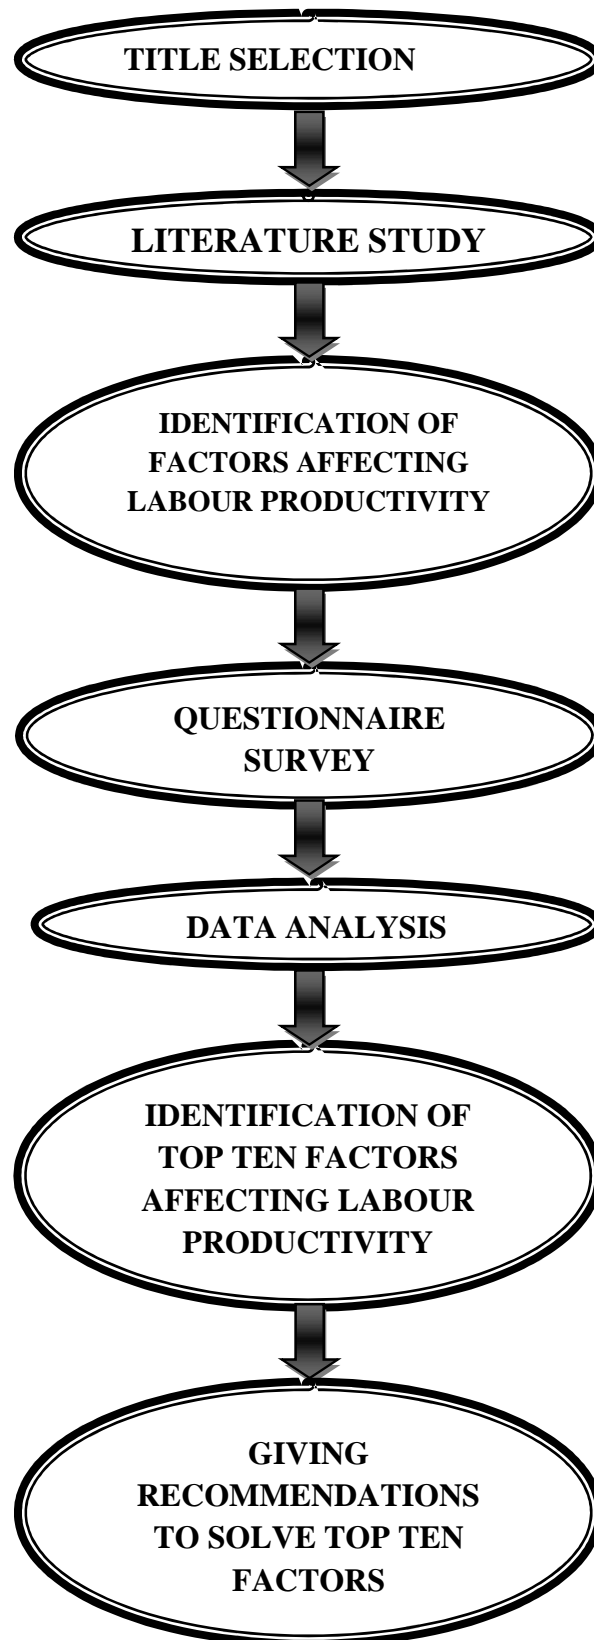 TITLE SELECTION
LITERATURE STUDY
IDENTIFICATION OF
FACTORS AFFECTING
LABOUR PRODUCTIVITY
QUESTIONNAIRE
SURVEY
DATA ANALYSIS
IDENTIFICATION OF
TOP TEN FACTORS
AFFECTING LABOUR
PRODUCTIVITY
GIVING
RECOMMENDATIONS
TO SOLVE TOP TEN
FACTORS